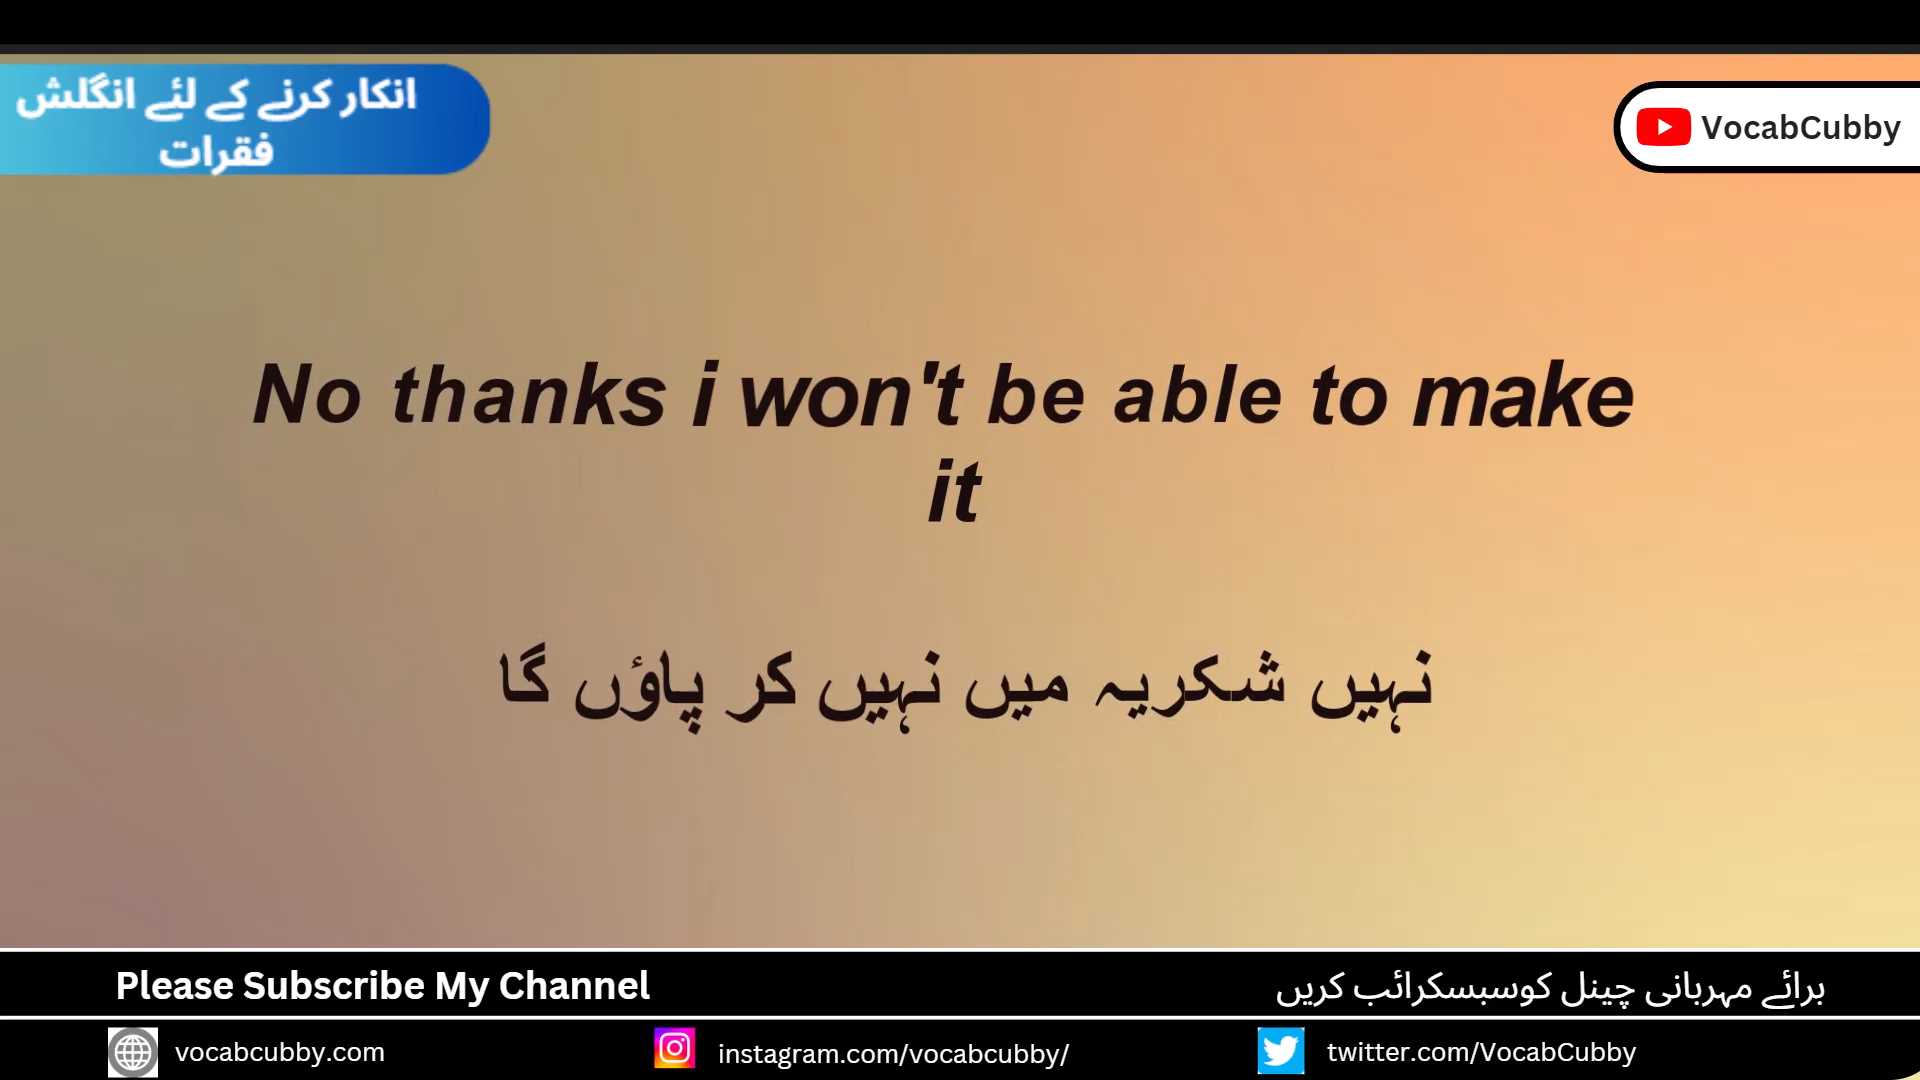 انکار کرنے کے لئے انگلش
فقرات
VocabCubby
No thanks i won't be able to make
it
نہیں شکریہ میں نہیں کر پاؤں گا
Please Subscribe My Channel
برائے مہربانی چینل کوسبسکرائب کریں
vocabcubby.com
instagram.com/vocabcubby/
twitter.com/VocabCubby